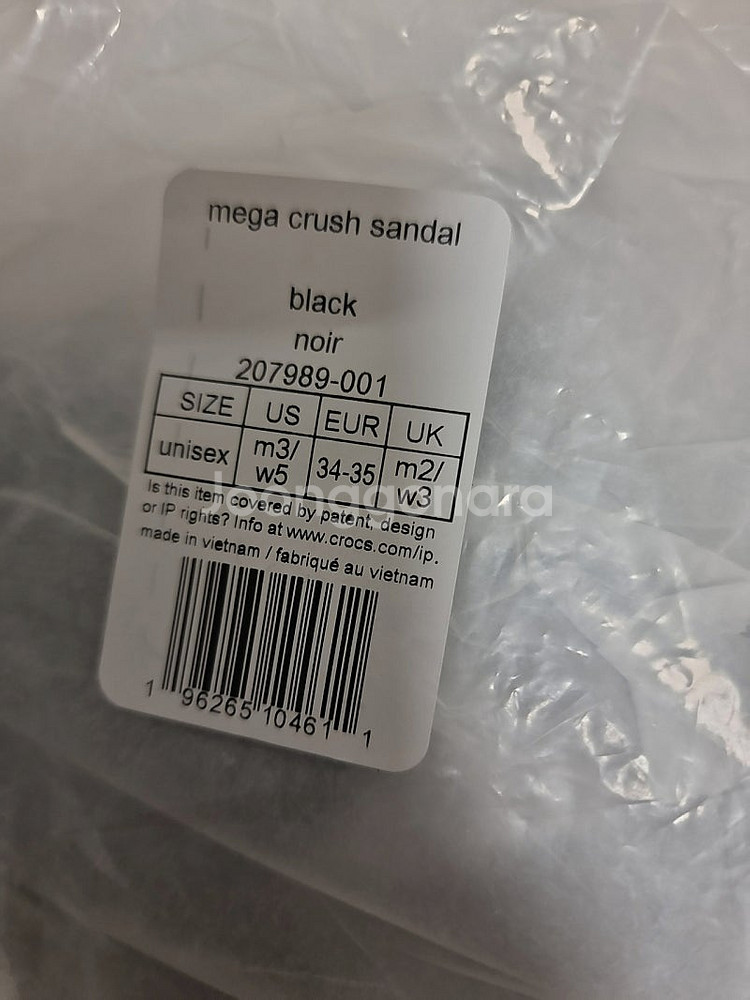 mega crush sandal
black
noir
207989-001
SIZE US EUR UK
unisex m3/ w5 34-35 m2/ w3
Is this item covered by patent, design
or IP rights? Info at www.crocs.com/ip.
made in vietnam / fabriqué au vietnam
1 96265 10461 1
Joonggonara